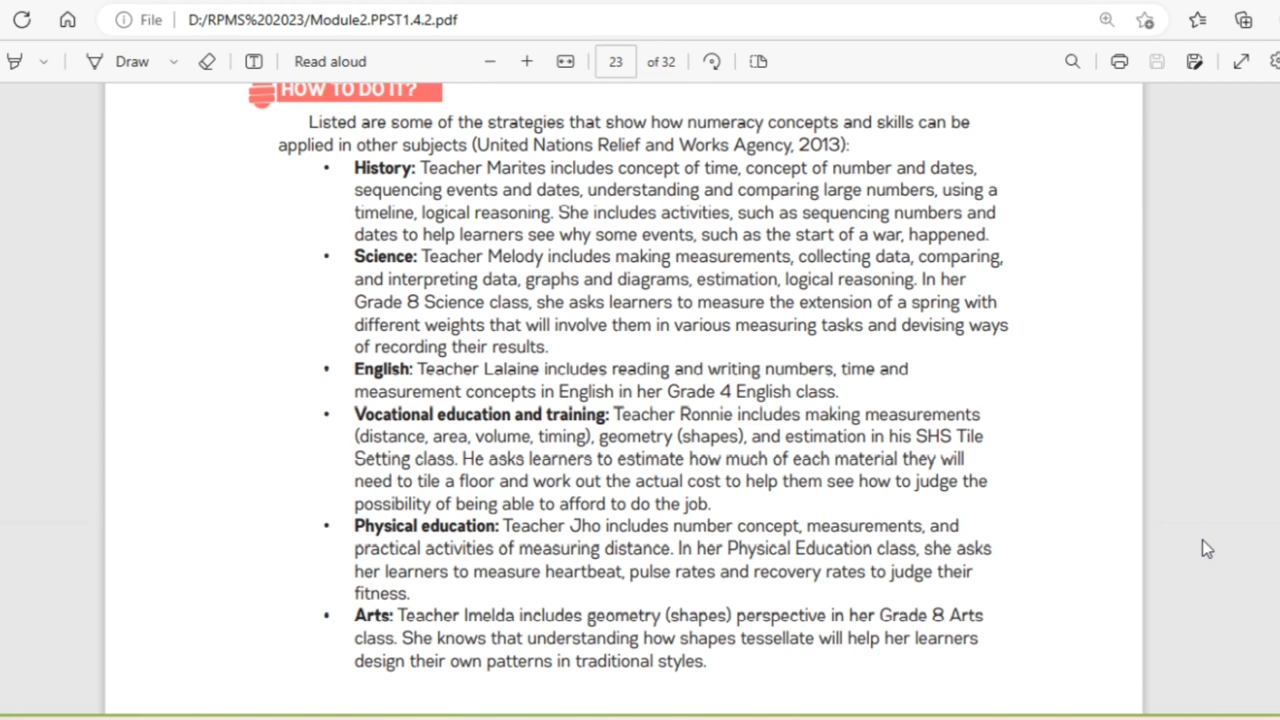 File D:/RPMS%202023/Module2.PPST1.4.2.pdf
Draw Read aloud 23 of 32
HOW TO DO IT?
Listed are some of the strategies that show how numeracy concepts and skills can be
applied in other subjects (United Nations Relief and Works Agency, 2013):
• History: Teacher Marites includes concept of time, concept of number and dates,
sequencing events and dates, understanding and comparing large numbers, using a
timeline, logical reasoning. She includes activities, such as sequencing numbers and
dates to help learners see why some events, such as the start of a war, happened.
• Science: Teacher Melody includes making measurements, collecting data, comparing,
and interpreting data, graphs and diagrams, estimation, logical reasoning. In her
Grade 8 Science class, she asks learners to measure the extension of a spring with
different weights that will involve them in various measuring tasks and devising ways
of recording their results.
• English: Teacher Lalaine includes reading and writing numbers, time and
measurement concepts in English in her Grade 4 English class.
• Vocational education and training: Teacher Ronnie includes making measurements
(distance, area, volume, timing), geometry (shapes), and estimation in his SHS Tile
Setting class. He asks learners to estimate how much of each material they will
need to tile a floor and work out the actual cost to help them see how to judge the
possibility of being able to afford to do the job.
• Physical education: Teacher Jho includes number concept, measurements, and
practical activities of measuring distance. In her Physical Education class, she asks
her learners to measure heartbeat, pulse rates and recovery rates to judge their
fitness.
• Arts: Teacher Imelda includes geometry (shapes) perspective in her Grade 8 Arts
class. She knows that understanding how shapes tessellate will help her learners
design their own patterns in traditional styles.